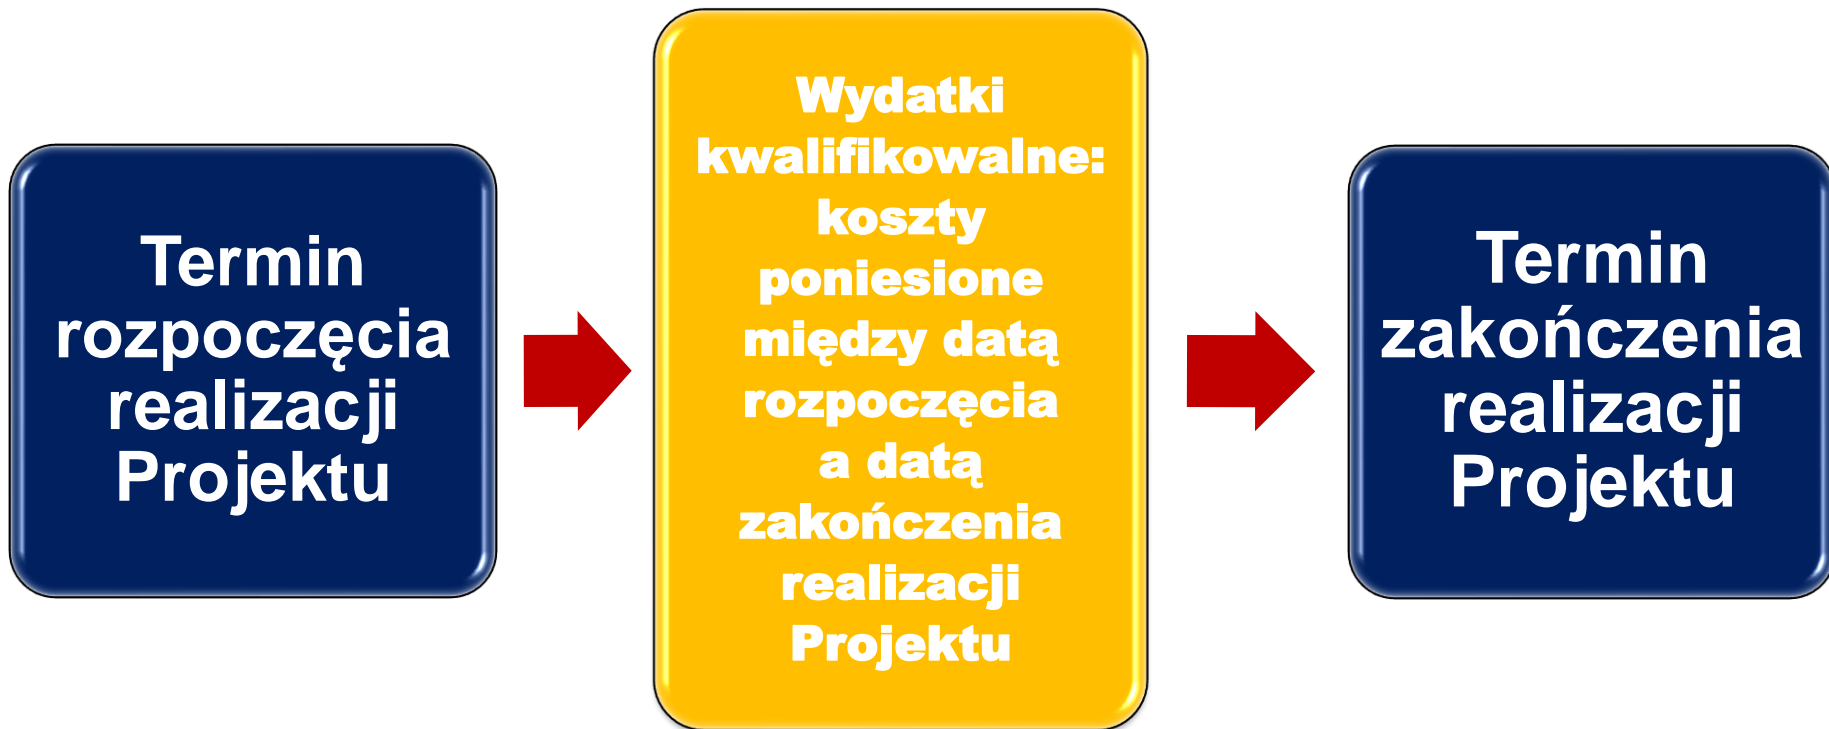 Termin
rozpoczęcia
realizacji
Projektu
Wydatki
kwalifikowalne:
koszty
poniesione
między datą
rozpoczęcia
a datą
zakończenia
realizacji
Projektu
Termin
zakończenia
realizacji
Projektu